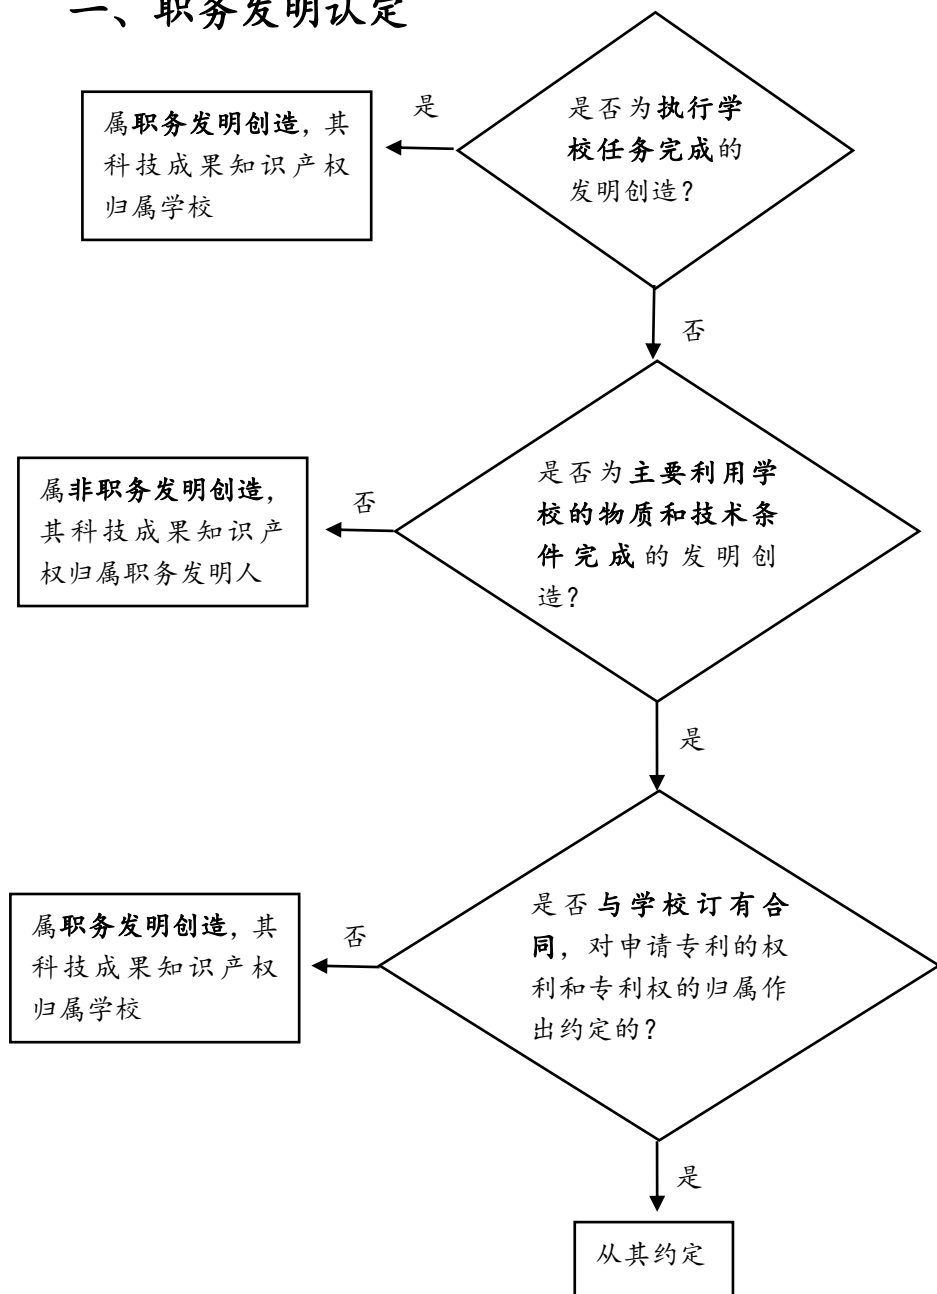 一、职务发明认定
是否为执行学
校任务完成的
发明创造?
是
属职务发明创造，其
科技成果知识产权
归属学校
否
是否为主要利用学
校的物质和技术条
件完成的发明创
造?
否
属非职务发明创造，
其科技成果知识产
权归属职务发明人
是
是否与学校订有合
同，对申请专利的权
利和专利权的归属作
出约定的?
否
属职务发明创造，其
科技成果知识产权
归属学校
是
从其约定